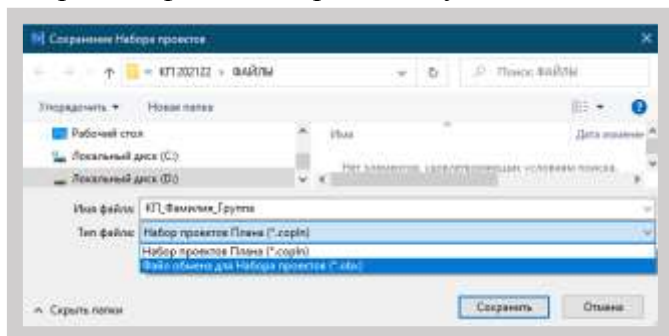 Сохранение Набора проектов
КП202122 › ФАЙЛЫ
Поиск: ФАЙЛЫ
Упорядочить
Новая папка
Рабочий стол
Имя
Дата изменен
Локальный диск (C:)
Нет элементов, удовлетворяющих условиям поиска.
Локальный диск (D:)
Имя файла: КП_Фамилия_Группа
Тип файла: Набор проектов Плана (*.copln)
Набор проектов Плана (*.copln)
Файл обмена для Набора проектов
Скрыть папки
Сохранить
Отмена